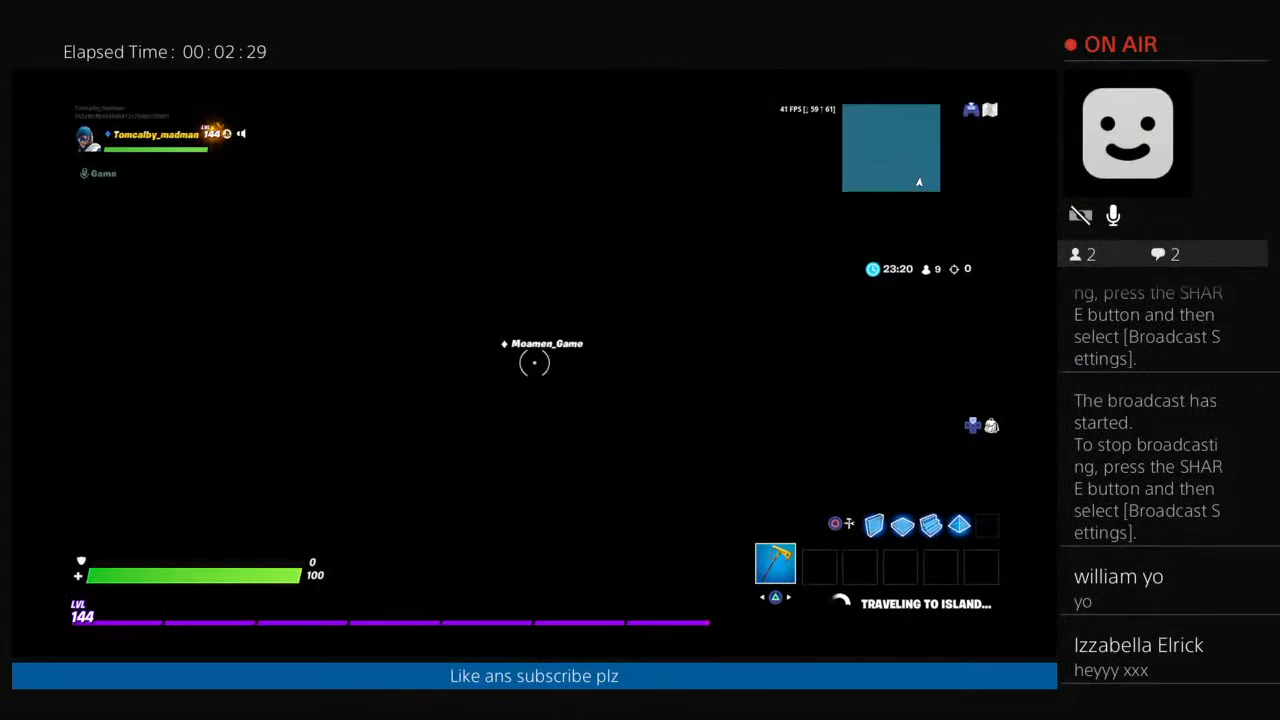 Elapsed Time: 00:02:29
ON AIR
Tomcalby_madman
LVL
144
Game
41 FPS [↓ 59 ↑ 61]
23:20 9 0
Moamen_Game
2 2
ng, press the SHAR
E button and then
select [Broadcast S
ettings].
The broadcast has
started.
To stop broadcasti
ng, press the SHAR
E button and then
select [Broadcast S
ettings].
william yo
yo
Izzabella Elrick
heyyy xxx
0
100
LVL
144
TRAVELING TO ISLAND...
Like ans subscribe plz